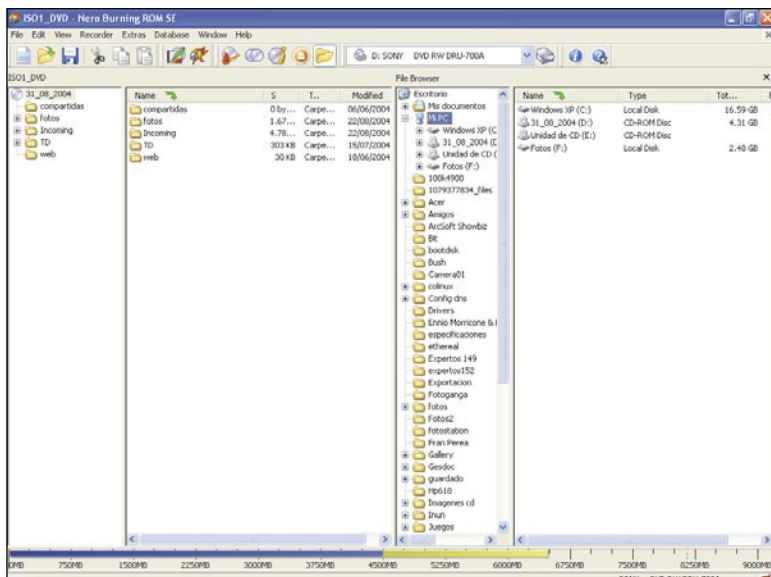 ISO1_DVD - Nero Burning ROM SE
File Edit View Recorder Extras Database Window Help
D: SONY DVD RW DRU-700A
ISO1_DVD
31_08_2004
compartidas
fotos
Incoming
TD
web
Name S T... Modified
compartidas 0 by... Carpe... 06/06/2004
fotos 1.67... Carpe... 22/08/2004
Incoming 4.78... Carpe... 22/08/2004
TD 303 KB Carpe... 15/07/2004
web 30 KB Carpe... 18/06/2004
File Browser
Escritorio
Mis documentos
Mi PC
Windows XP (C
31_08_2004 (D
Unidad de CD (
Fotos (F:)
100k4900
1079377834_files
Acer
Amigos
ArcSoft Showbiz
Bit
bootdisk
Bush
Camera01
colinux
Config dns
Drivers
Ennio Morricone &
especificaciones
ethereal
Expertos 149
expertos152
Exportacion
Fotoganga
fotos
Fotos2
fotostation
Fran Perea
Gallery
Gesdoc
guardado
Hp618
Imagenes cd
Inun
Juegos
Name Type Tot...
Windows XP (C:) Local Disk 16.59 GB
31_08_2004 (D:) CD-ROM Disc 4.31 GB
Unidad de CD (E:) CD-ROM Disc
Fotos (F:) Local Disk 2.48 GB
0MB 750MB 1500MB 2250MB 3000MB 3750MB 4500MB 5250MB 6000MB 6750MB 7500MB 8250MB 9000MB